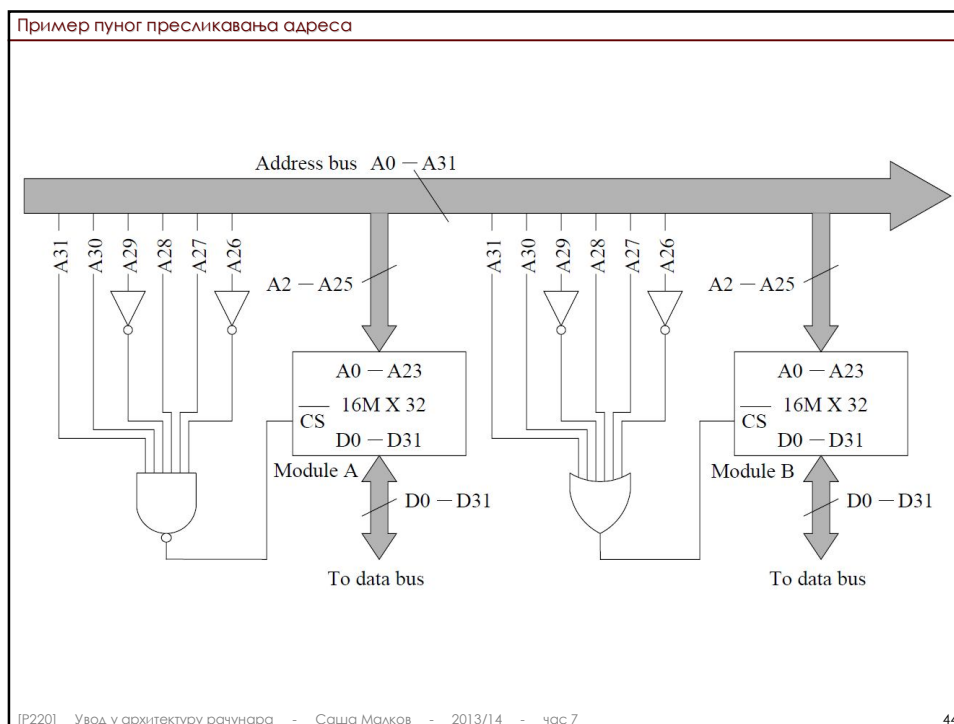 Пример пуног пресликавања адреса
Address bus A0 — A31
A31 A30 A29 A28 A27 A26
A31 A30 A29 A28 A27 A26
A2 — A25
A2 — A25
A0 — A23
16M X 32
CS
D0 — D31
Module A
D0 — D31
To data bus
A0 — A23
16M X 32
CS
D0 — D31
Module B
D0 — D31
To data bus
[P220] Увод у архитектуру рачунара - Саша Малков - 2013/14 - час 7
44